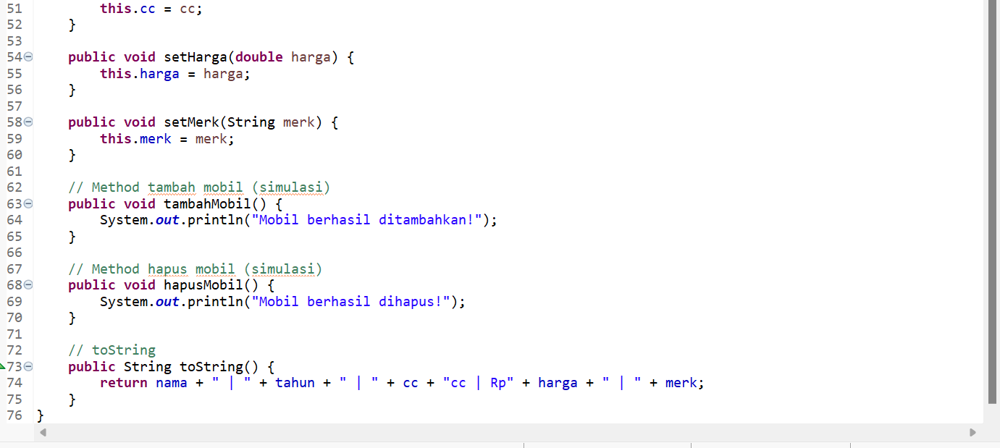 51 this.cc = cc;
52 }
53
54 public void setHarga(double harga) {
55 this.harga = harga;
56 }
57
58 public void setMerk(String merk) {
59 this.merk = merk;
60 }
61
62 // Method tambah mobil (simulasi)
63 public void tambahMobil() {
64 System.out.println("Mobil berhasil ditambahkan!");
65 }
66
67 // Method hapus mobil (simulasi)
68 public void hapusMobil() {
69 System.out.println("Mobil berhasil dihapus!");
70 }
71
72 // toString
73 public String toString() {
74 return nama + " | " + tahun + " | " + cc + "cc | Rp" + harga + " | " + merk;
75 }
76 }